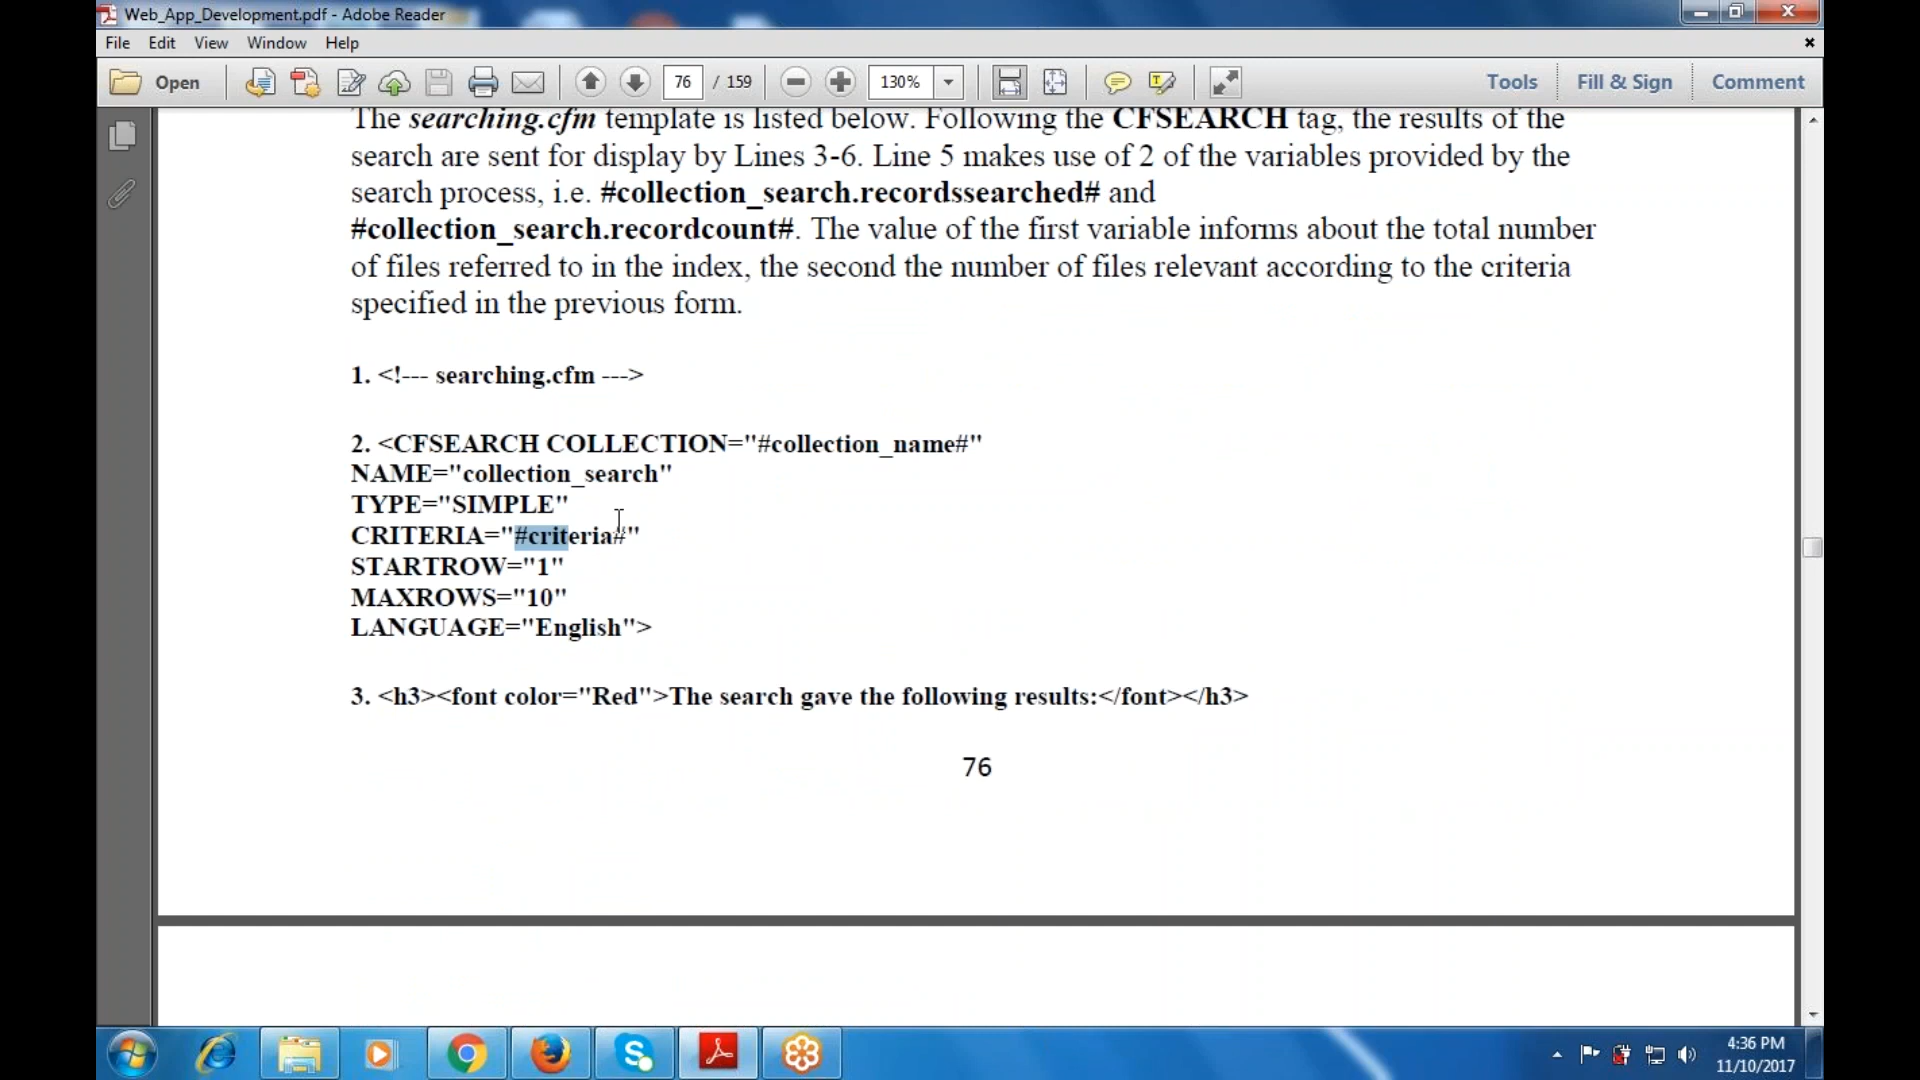 Web_App_Development.pdf - Adobe Reader
File Edit View Window Help
Open 76 / 159 130% Tools Fill & Sign Comment
The searching.cfm template is listed below. Following the CFSEARCH tag, the results of the
search are sent for display by Lines 3-6. Line 5 makes use of 2 of the variables provided by the
search process, i.e. #collection_search.recordssearched# and
#collection_search.recordcount#. The value of the first variable informs about the total number
of files referred to in the index, the second the number of files relevant according to the criteria
specified in the previous form.
1. <!--- searching.cfm --->
2. <CFSEARCH COLLECTION="#collection_name#"
NAME="collection_search"
TYPE="SIMPLE"
CRITERIA="#criteria#"
STARTROW="1"
MAXROWS="10"
LANGUAGE="English">
3. <h3><font color="Red">The search gave the following results:</font></h3>
76
4:36 PM
11/10/2017